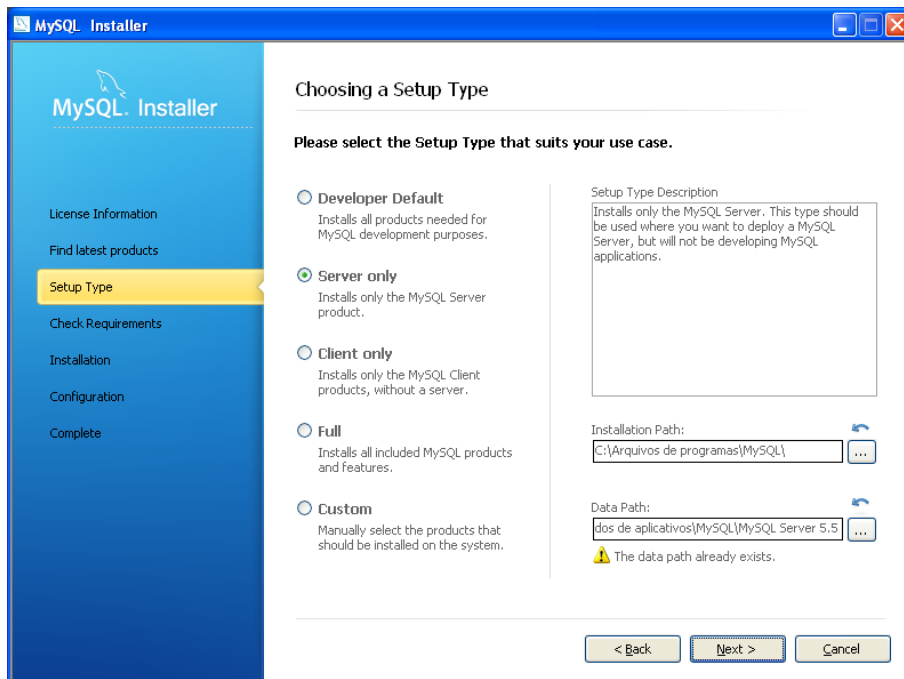 MySQL Installer
MySQL. Installer
License Information
Find latest products
Setup Type
Check Requirements
Installation
Configuration
Complete
Choosing a Setup Type
Please select the Setup Type that suits your use case.
Developer Default
Installs all products needed for
MySQL development purposes.
Server only
Installs only the MySQL Server
product.
Client only
Installs only the MySQL Client
products, without a server.
Full
Installs all included MySQL products
and features.
Custom
Manually select the products that
should be installed on the system.
Setup Type Description
Installs only the MySQL Server. This type should
be used where you want to deploy a MySQL
Server, but will not be developing MySQL
applications.
Installation Path:
C:\Arquivos de programas\MySQL\
...
Data Path:
dos de aplicativos\MySQL\MySQL Server 5.5
...
The data path already exists.
< Back
Next >
Cancel